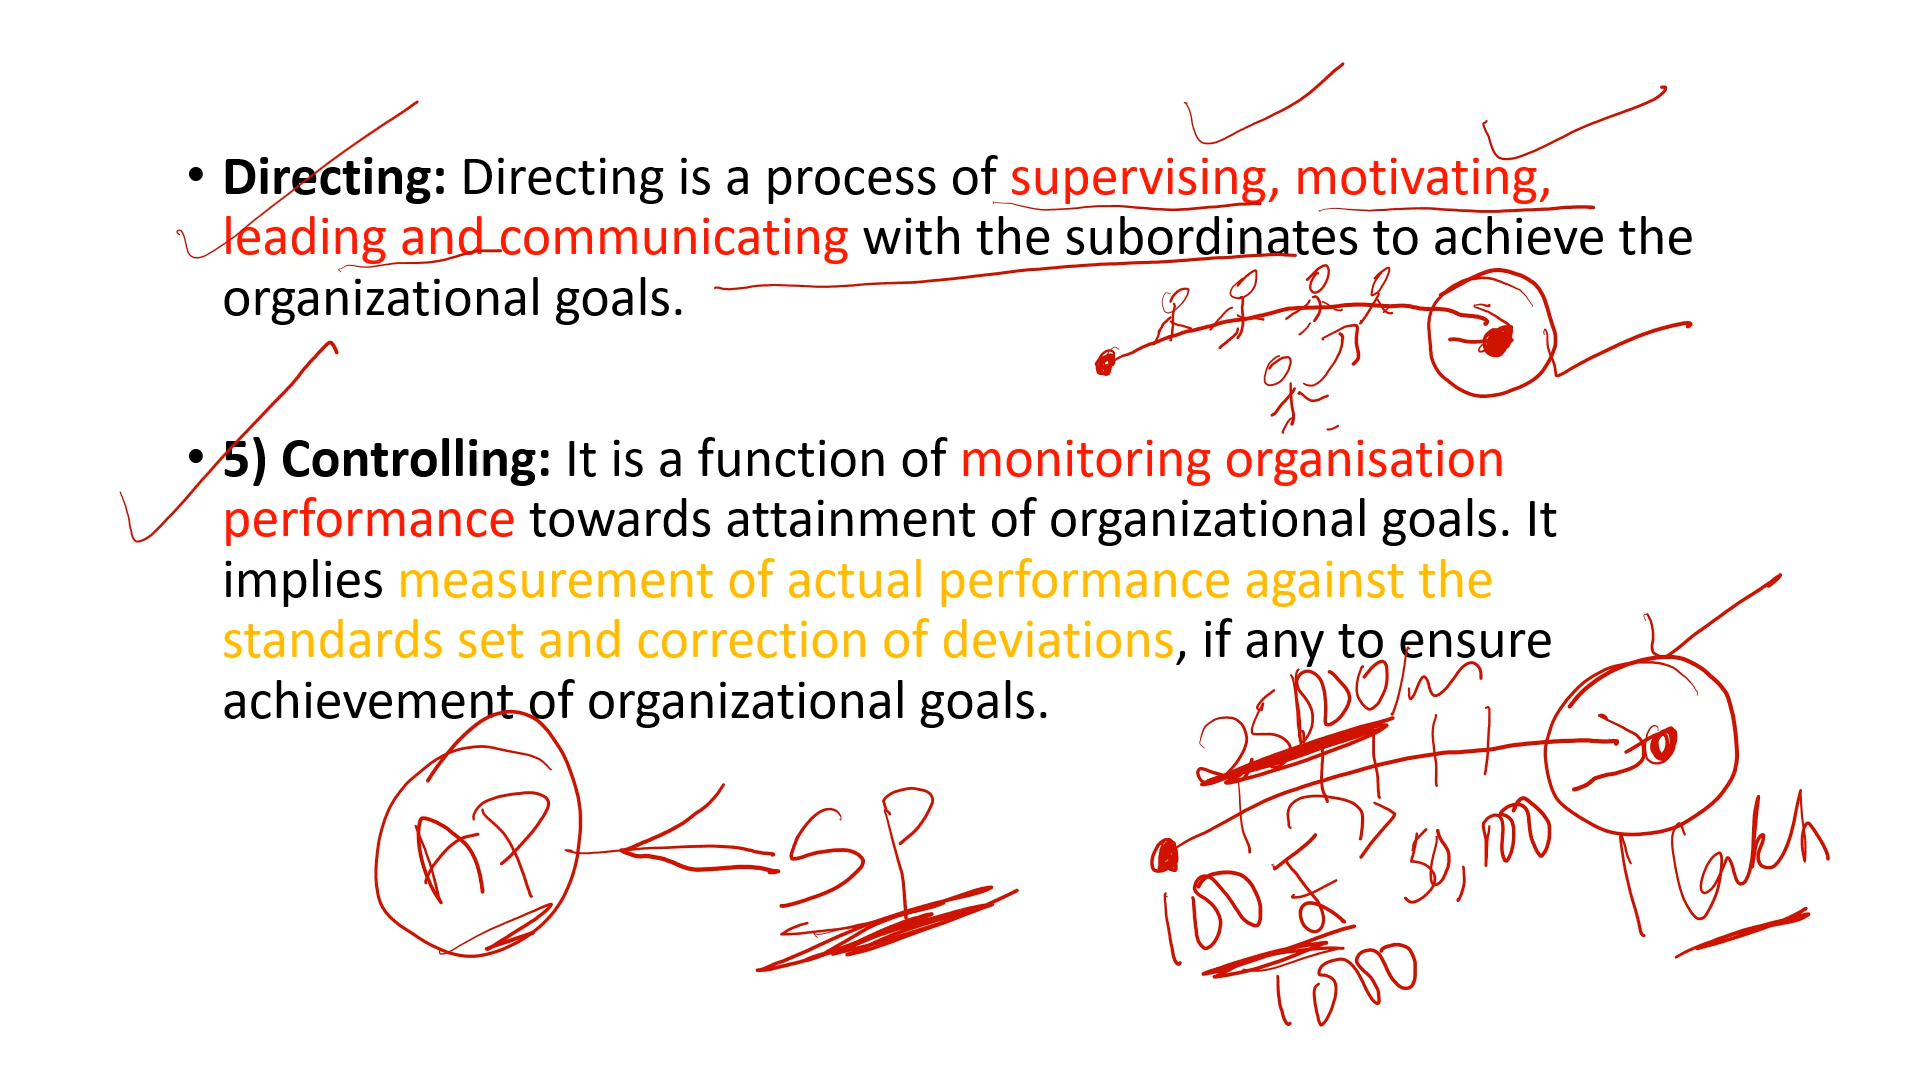 • Directing: Directing is a process of supervising, motivating,
leading and communicating with the subordinates to achieve the
organizational goals.
• 5) Controlling: It is a function of monitoring organisation
performance towards attainment of organizational goals. It
implies measurement of actual performance against the
standards set and correction of deviations, if any to ensure
achievement of organizational goals.
25000/m
AP
SP
50,000
1 Lakh
100
1000